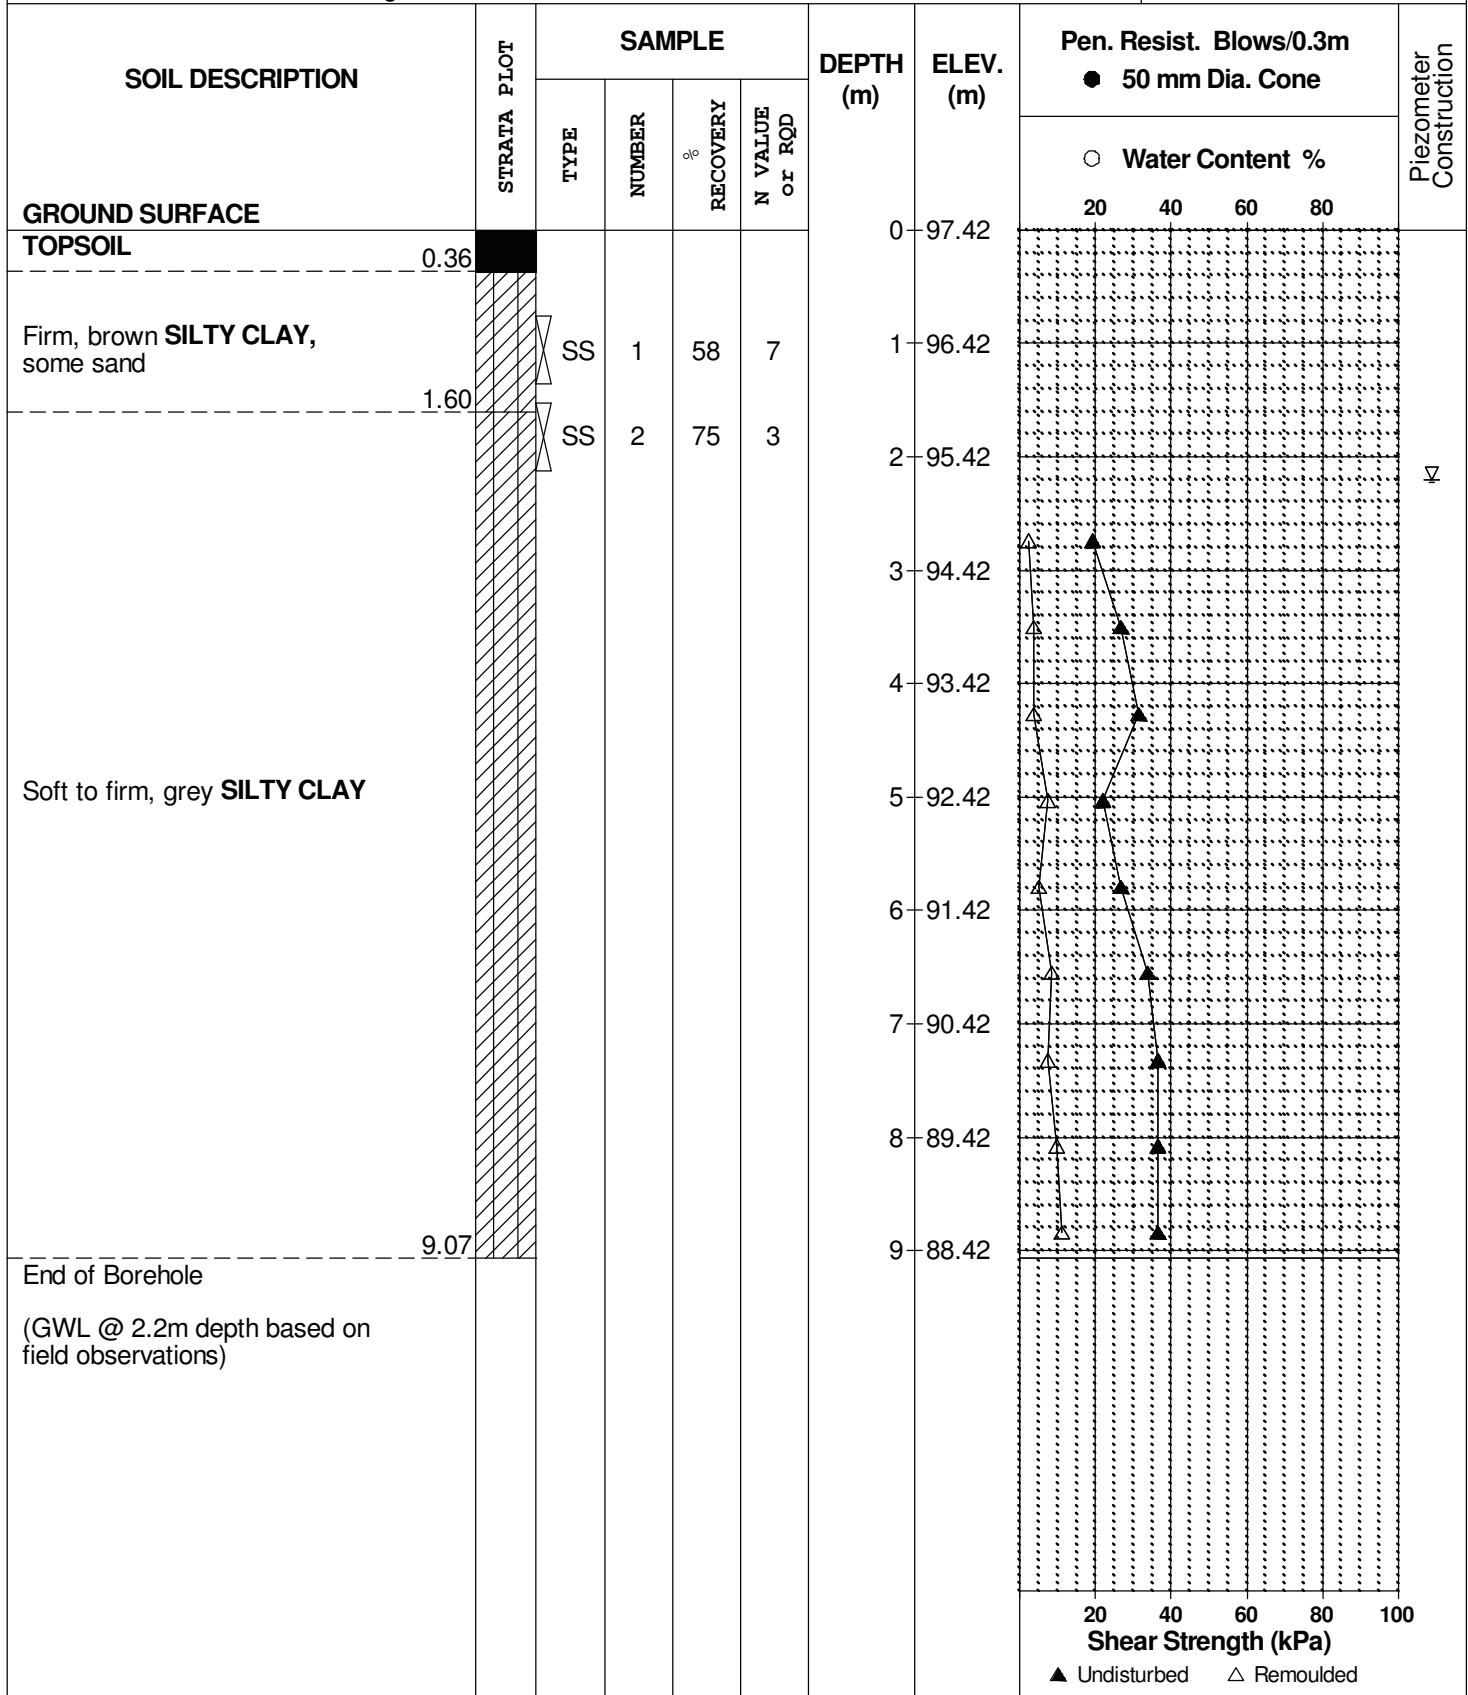 SOIL DESCRIPTION
STRATA PLOT
SAMPLE
TYPE
NUMBER
%
RECOVERY
N VALUE
or RQD
DEPTH
(m)
ELEV.
(m)
Pen. Resist. Blows/0.3m
● 50 mm Dia. Cone
○ Water Content %
Piezometer
Construction
20 40 60 80
GROUND SURFACE
0 97.42
TOPSOIL
0.36
Firm, brown SILTY CLAY,
some sand
SS 1 58 7
1 96.42
1.60
SS 2 75 3
2 95.42
3 94.42
4 93.42
Soft to firm, grey SILTY CLAY
5 92.42
6 91.42
7 90.42
8 89.42
9.07
9 88.42
End of Borehole
(GWL @ 2.2m depth based on
field observations)
20 40 60 80 100
Shear Strength (kPa)
▲ Undisturbed △ Remoulded